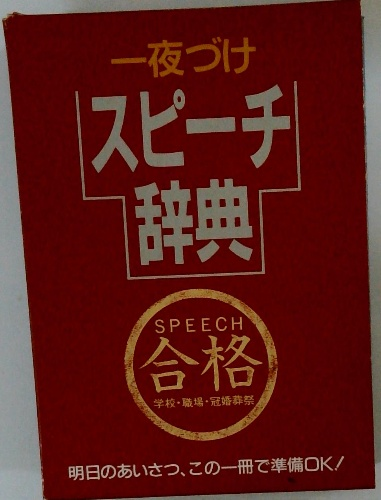 一夜づけ
スピーチ
辞典
SPEECH
合格
学校・職場・冠婚葬祭
明日のあいさつ、この一冊で準備OK!